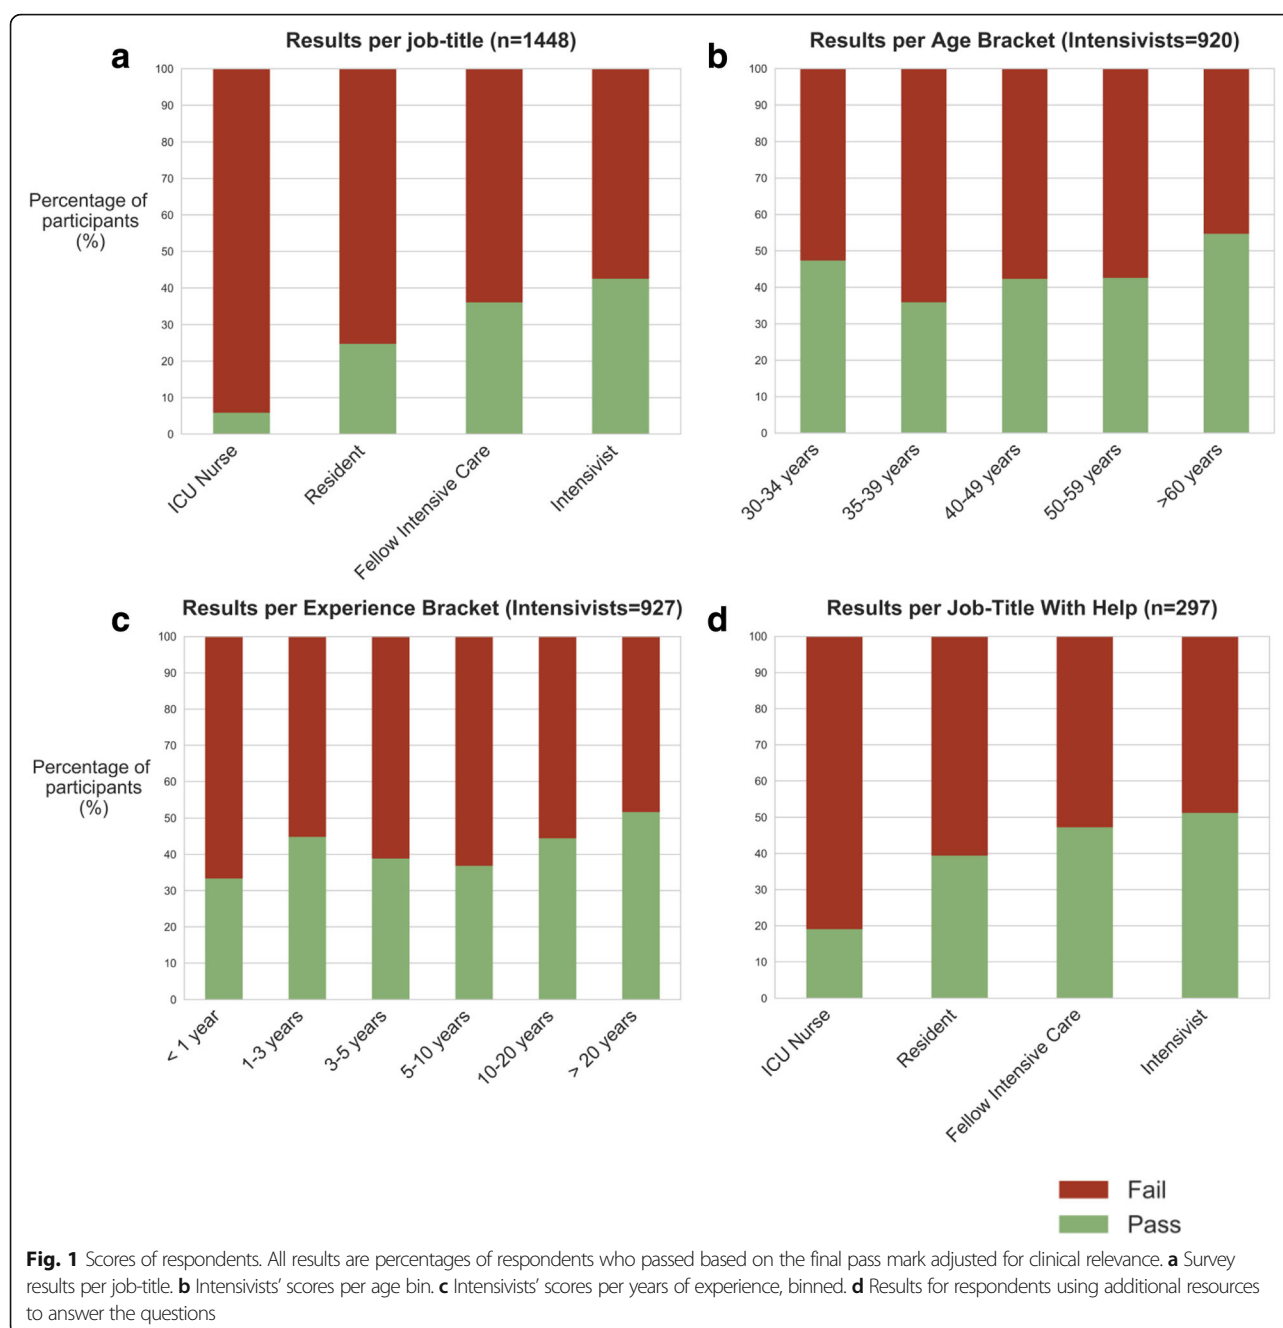 a
Results per job-title (n=1448)
100
90
80
70
60
50
40
30
20
10
0
Percentage of
participants
(%)
ICU Nurse
Resident
Fellow Intensive Care
Intensivist
b
Results per Age Bracket (Intensivists=920)
100
90
80
70
60
50
40
30
20
10
0
30-34 years
35-39 years
40-49 years
50-59 years
>60 years
c
Results per Experience Bracket (Intensivists=927)
100
90
80
70
60
50
40
30
20
10
0
Percentage of
participants
(%)
< 1 year
1-3 years
3-5 years
5-10 years
10-20 years
> 20 years
d
Results per Job-Title With Help (n=297)
100
90
80
70
60
50
40
30
20
10
0
ICU Nurse
Resident
Fellow Intensive Care
Intensivist
Fail
Pass
Fig. 1 Scores of respondents. All results are percentages of respondents who passed based on the final pass mark adjusted for clinical relevance. a Survey
results per job-title. b Intensivists' scores per age bin. c Intensivists' scores per years of experience, binned. d Results for respondents using additional resources
to answer the questions